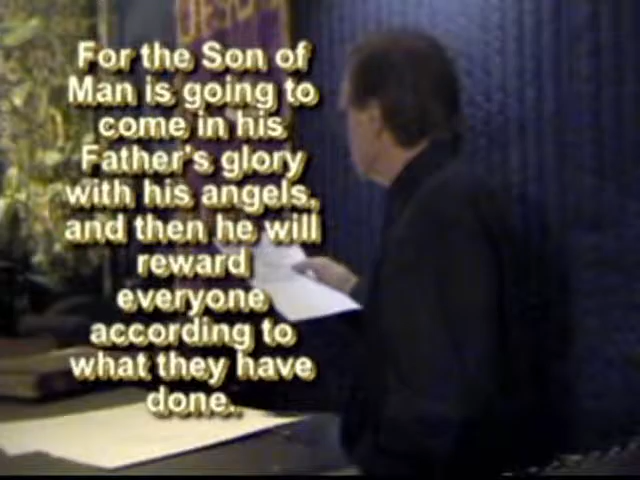 For the Son of
Man is going to
come in his
Father's glory
with his angels,
and then he will
reward
everyone
according to
what they have
done.